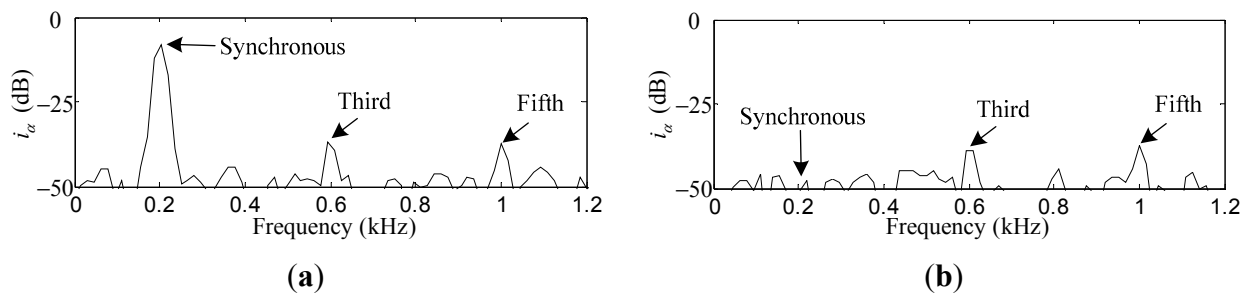 0
−25
−50
i_α (dB)
Synchronous
Third
Fifth
0 0.2 0.4 0.6 0.8 1 1.2
Frequency (kHz)
(a)
0
−25
−50
i_α (dB)
Synchronous
Third
Fifth
0 0.2 0.4 0.6 0.8 1 1.2
Frequency (kHz)
(b)